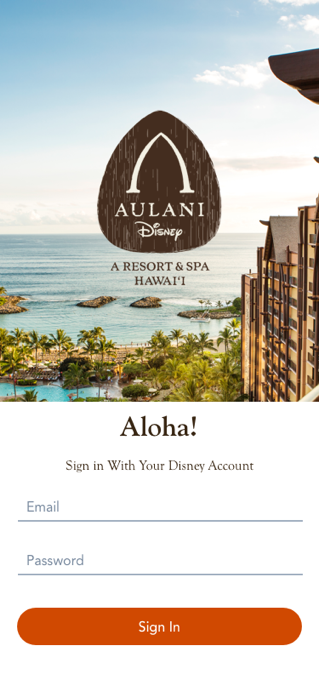 AULANI
Disney
A RESORT & SPA
HAWAI‘I
Aloha!
Sign in With Your Disney Account
Email
Password
Sign In